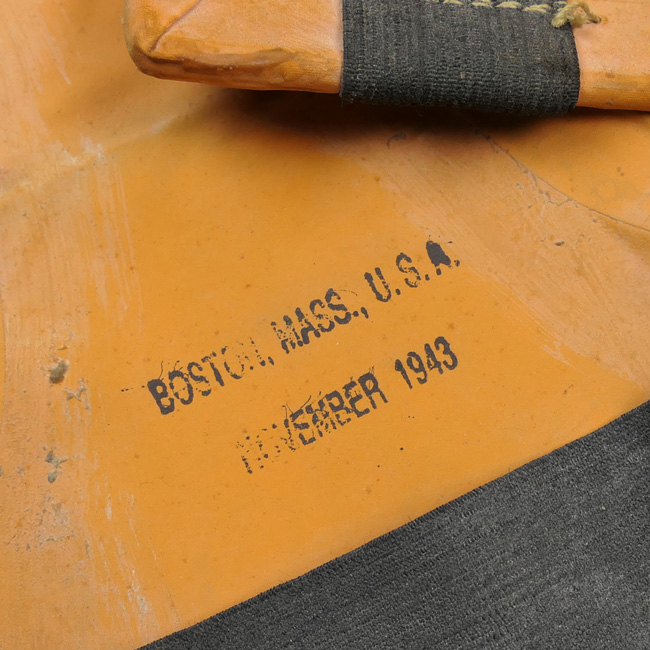 BOSTON, MASS., U.S.A.
NOVEMBER 1943